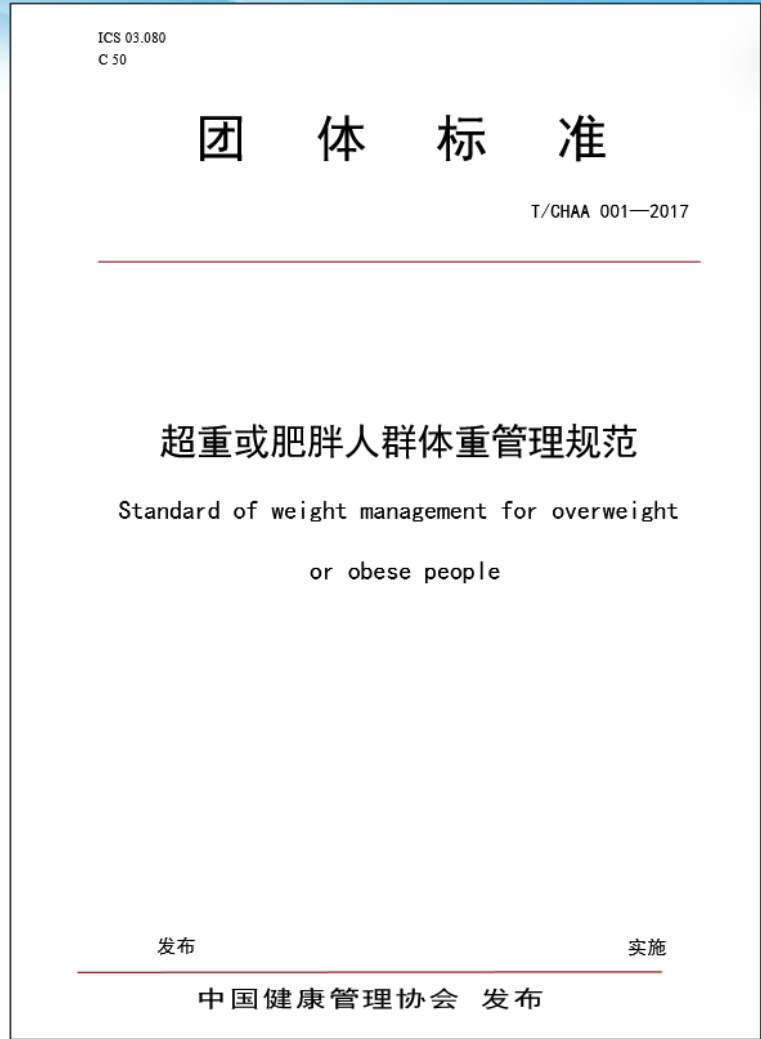 ICS 03.080
C 50
团 体 标 准
T/CHAA 001—2017
超重或肥胖人群体重管理规范
Standard of weight management for overweight
or obese people
发布 实施
中国健康管理协会 发布